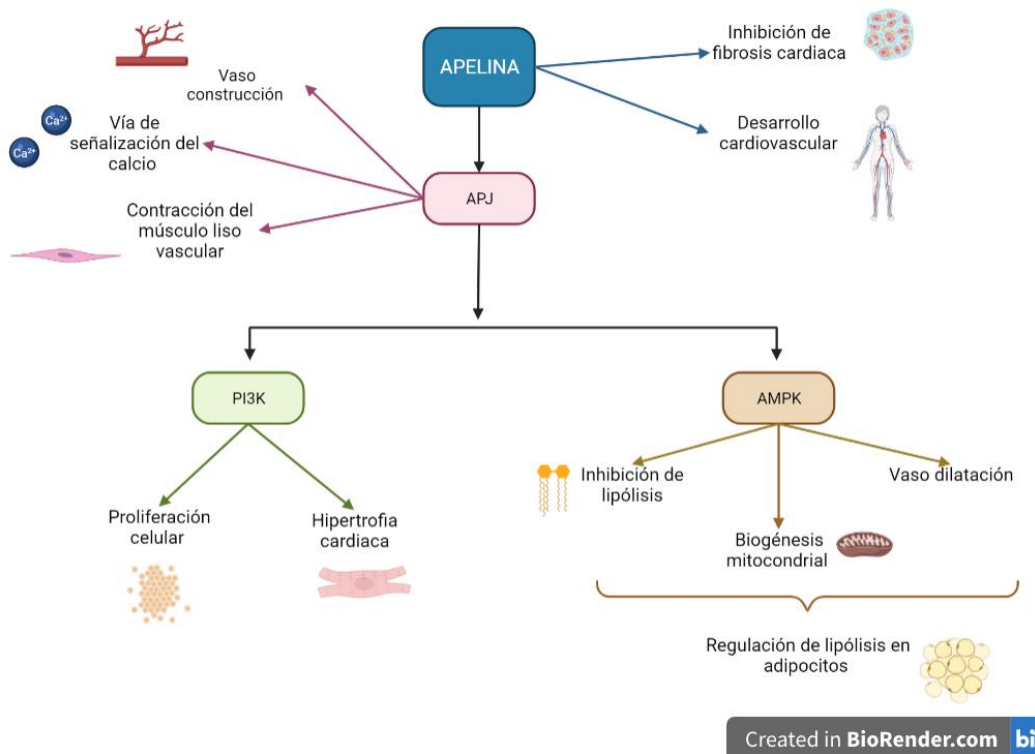 APELINA
Inhibición de
fibrosis cardiaca
Desarrollo
cardiovascular
Vaso
construcción
Ca²⁺
Ca²⁺
Vía de
señalización del
calcio
Contracción del
músculo liso
vascular
APJ
PI3K
AMPK
Proliferación
celular
Hipertrofia
cardiaca
Inhibición de
lipólisis
Biogénesis
mitocondrial
Vaso dilatación
Regulación de lipólisis en
adipocitos
Created in BioRender.com bi